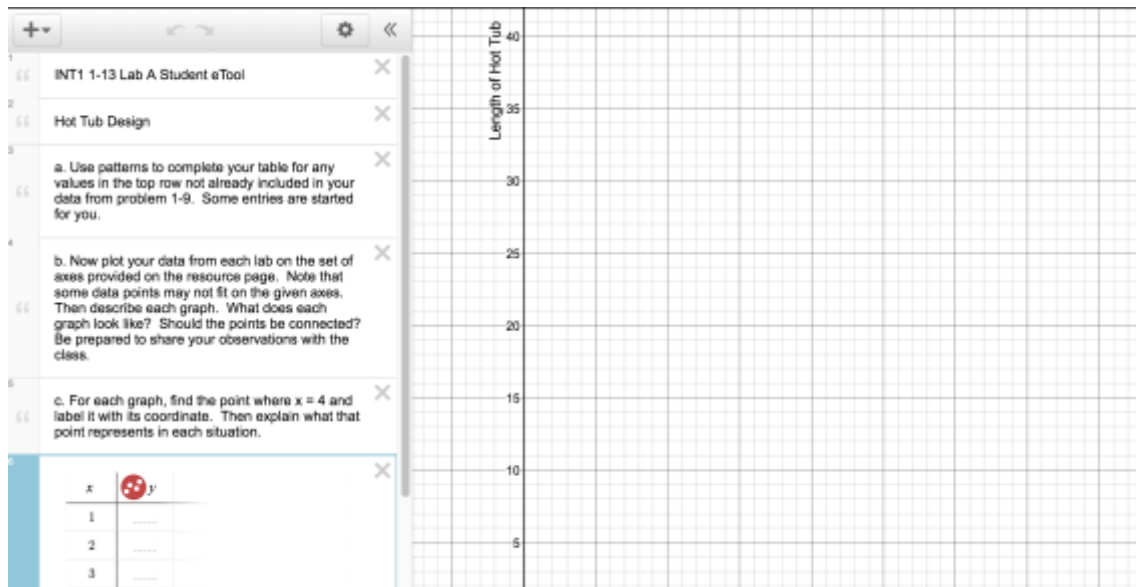 INT1 1-13 Lab A Student eTool
Hot Tub Design
a. Use patterns to complete your table for any
values in the top row not already included in your
data from problem 1-9. Some entries are started
for you.
b. Now plot your data from each lab on the set of
axes provided on the resource page. Note that
some data points may not fit on the given axes.
Then describe each graph. What does each
graph look like? Should the points be connected?
Be prepared to share your observations with the
class.
c. For each graph, find the point where x = 4 and
label it with its coordinate. Then explain what that
point represents in each situation.
x y
1
2
3
Length of Hot Tub
40
35
30
25
20
15
10
5